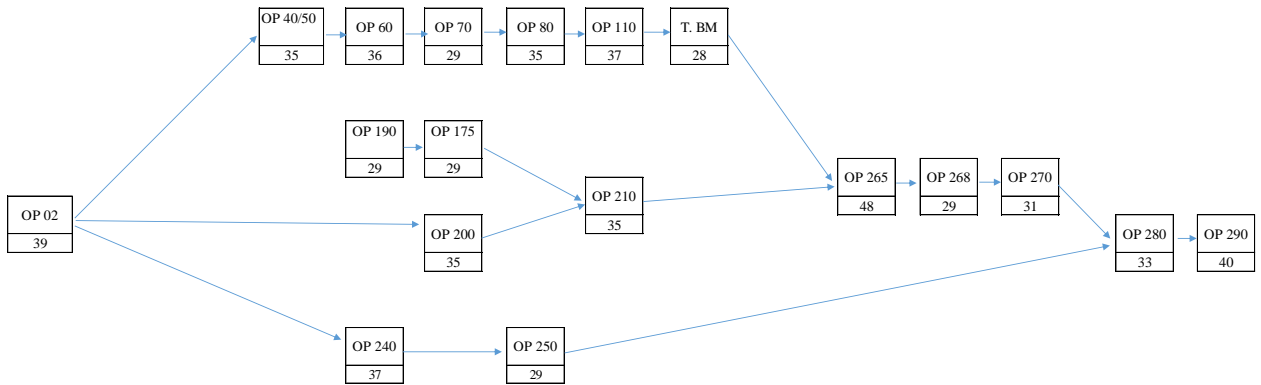 OP 40/50
35
OP 60
36
OP 70
29
OP 80
35
OP 110
37
T. BM
28
OP 190
29
OP 175
29
OP 02
39
OP 200
35
OP 210
35
OP 265
48
OP 268
29
OP 270
31
OP 280
33
OP 290
40
OP 240
37
OP 250
29